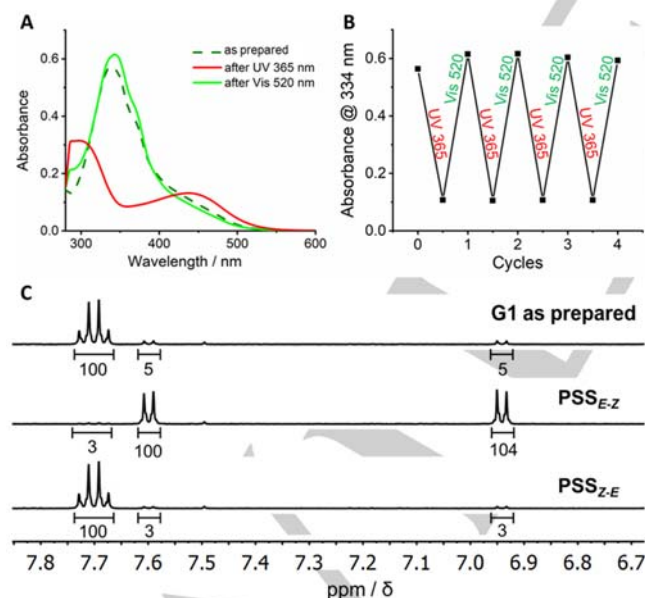 A
as prepared
after UV 365 nm
after Vis 520 nm
Absorbance
0.6
0.4
0.2
0.0
300
400
500
600
Wavelength / nm
B
Absorbance @ 334 nm
0.6
0.4
0.2
0.0
UV 365
Vis 520
UV 365
Vis 520
UV 365
Vis 520
UV 365
Vis 520
0
1
2
3
4
Cycles
C
G1 as prepared
100
5
5
PSSE-Z
3
100
104
PSSZ-E
100
3
3
7.8 7.7 7.6 7.5 7.4 7.3 7.2 7.1 7.0 6.9 6.8 6.7
ppm / δ